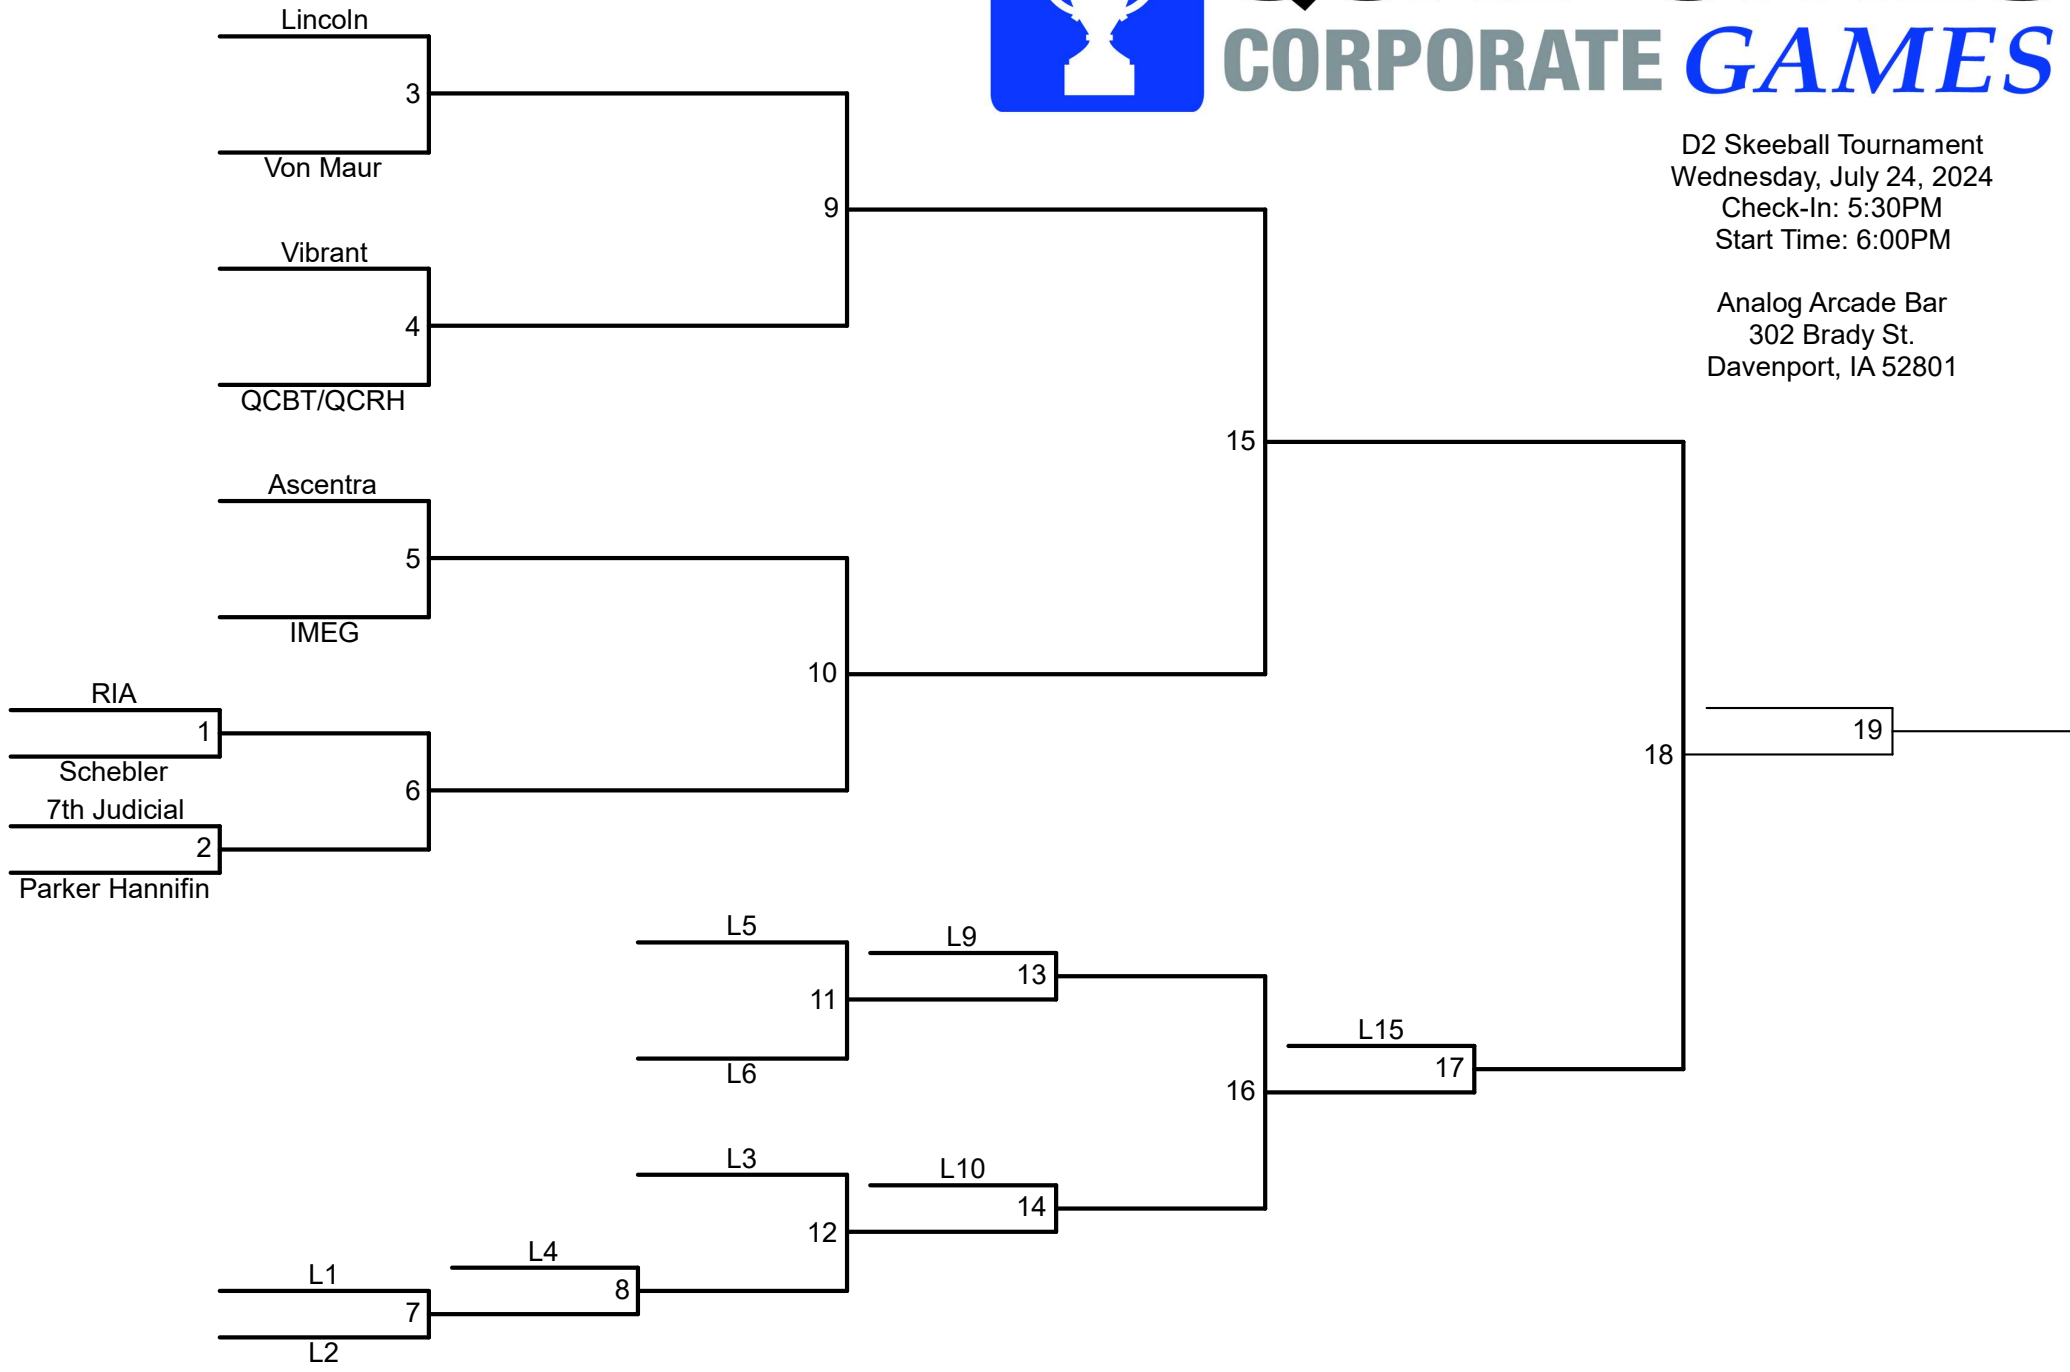 CORPORATE GAMES
D2 Skeeball Tournament
Wednesday, July 24, 2024
Check-In: 5:30PM
Start Time: 6:00PM
Analog Arcade Bar
302 Brady St.
Davenport, IA 52801
Lincoln
3
Von Maur
9
Vibrant
4
QCBT/QCRH
15
Ascentra
5
IMEG
10
RIA
1
Schebler
6
7th Judicial
2
Parker Hannifin
19
18
L5
L9
13
11
L6
L15
17
16
L3
L10
14
12
L4
8
L1
7
L2